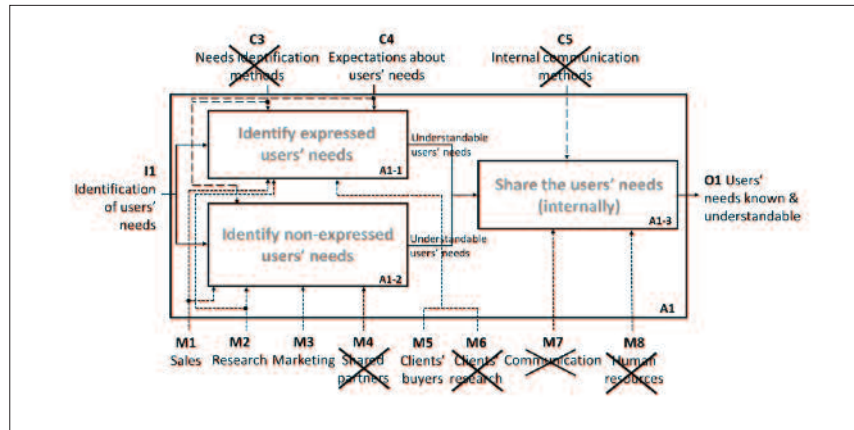 C3
Needs identification
methods
C4
Expectations about
users' needs
C5
Internal communication
methods
Identify expressed
users' needs
A1-1
Understandable
users' needs
I1
Identification
of users'
needs
Share the users' needs
(internally)
A1-3
O1 Users'
needs known &
understandable
Identify non-expressed
users' needs
A1-2
Understandable
users' needs
A1
M1
Sales
M2
Research
M3
Marketing
M4
Shared
partners
M5
Clients'
buyers
M6
Clients'
research
M7
Communication
M8
Human
resources